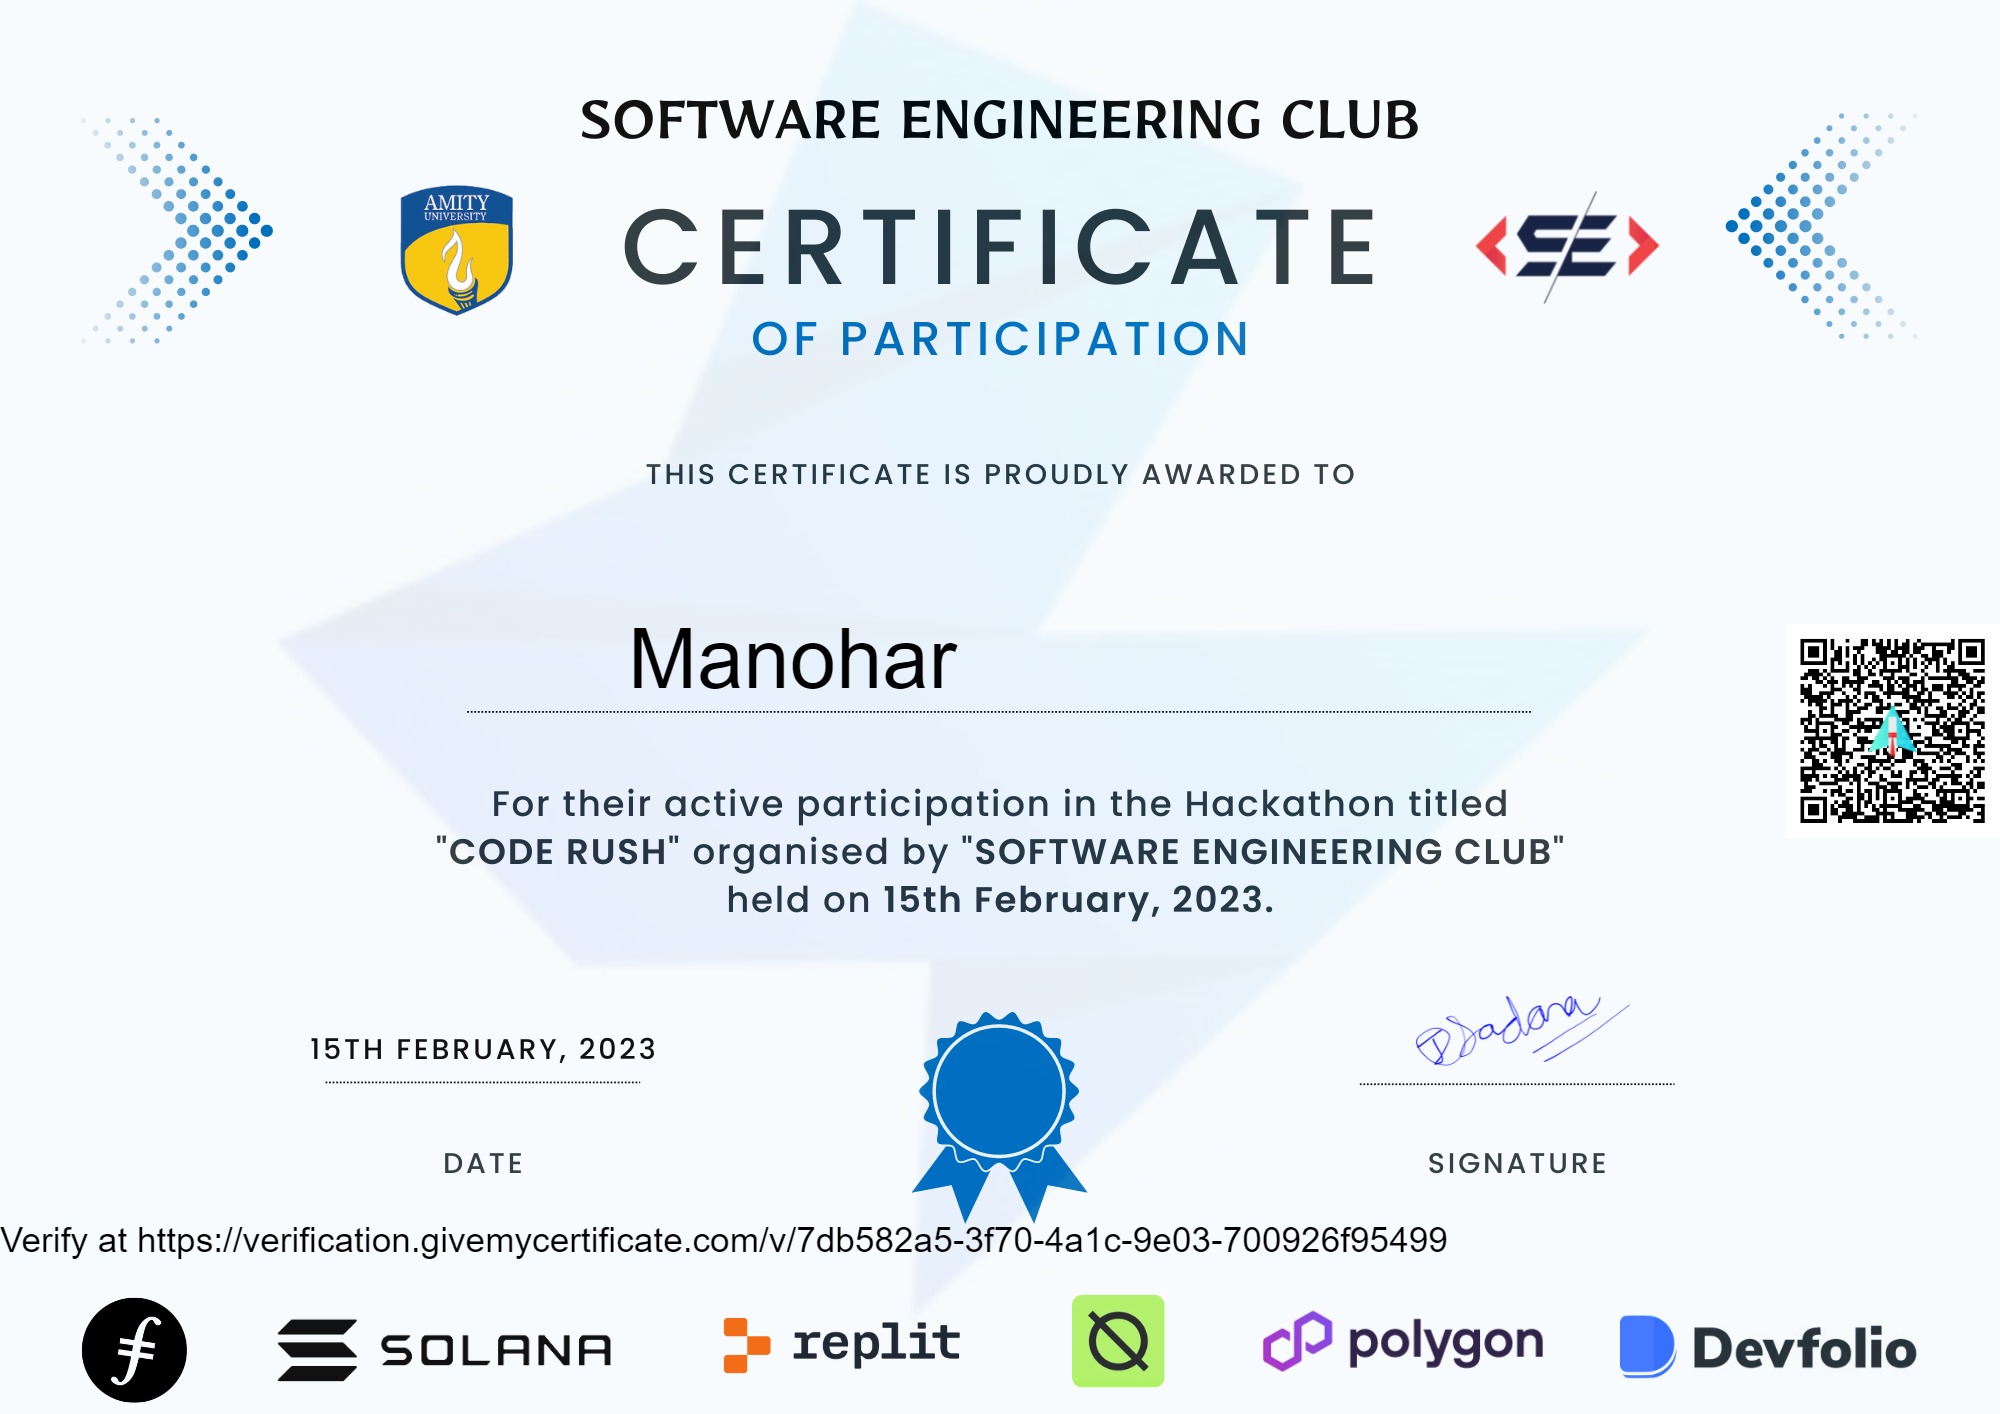 SOFTWARE ENGINEERING CLUB
AMITY
UNIVERSITY
CERTIFICATE
SE
OF PARTICIPATION
THIS CERTIFICATE IS PROUDLY AWARDED TO
Manohar
For their active participation in the Hackathon titled
"CODE RUSH" organised by "SOFTWARE ENGINEERING CLUB"
held on 15th February, 2023.
15TH FEBRUARY, 2023
DATE
SIGNATURE
Verify at https://verification.givemycertificate.com/v/7db582a5-3f70-4a1c-9e03-700926f95499
SOLANA
replit
polygon
Devfolio